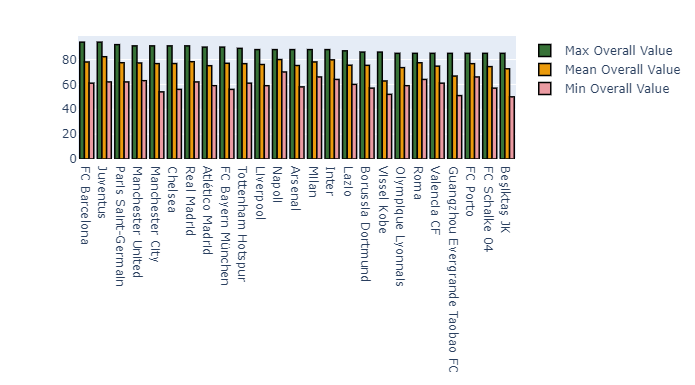 80
60
40
20
0
Max Overall Value
Mean Overall Value
Min Overall Value
FC Barcelona
Juventus
Paris Saint-Germain
Manchester United
Manchester City
Chelsea
Real Madrid
Atlético Madrid
FC Bayern München
Tottenham Hotspur
Liverpool
Napoli
Arsenal
Milan
Inter
Lazio
Borussia Dortmund
Vissel Kobe
Olympique Lyonnais
Roma
Valencia CF
Guangzhou Evergrande Taobao FC
FC Porto
FC Schalke 04
Beşiktaş JK